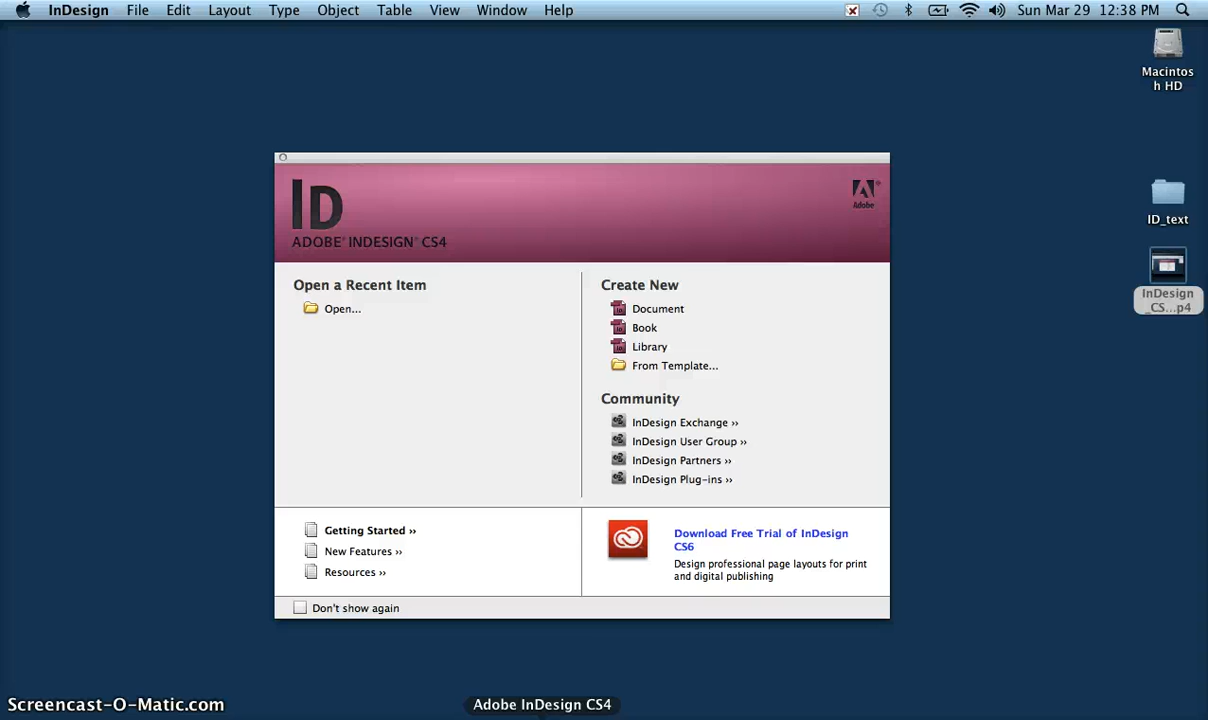 InDesign File Edit Layout Type Object Table View Window Help Sun Mar 29 12:38 PM
Macintos
h HD
ID_text
InDesign
_CS...p4
ID
Adobe
ADOBE® INDESIGN® CS4
Open a Recent Item
Open...
Create New
Document
Book
Library
From Template...
Community
InDesign Exchange ››
InDesign User Group ››
InDesign Partners ››
InDesign Plug-ins ››
Getting Started ››
New Features ››
Resources ››
Download Free Trial of InDesign
CS6
Design professional page layouts for print
and digital publishing
Don't show again
Screencast-O-Matic.com
Adobe InDesign CS4